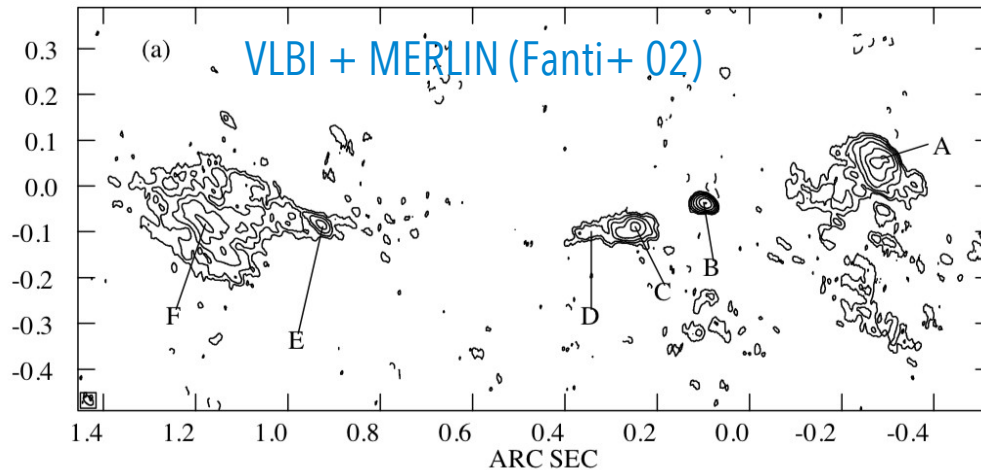 (a)
VLBI + MERLIN (Fanti+ 02)
0.3
0.2
0.1
0.0
-0.1
-0.2
-0.3
-0.4
A
B
C
D
E
F
1.4 1.2 1.0 0.8 0.6 0.4 0.2 0.0 -0.2 -0.4
ARC SEC